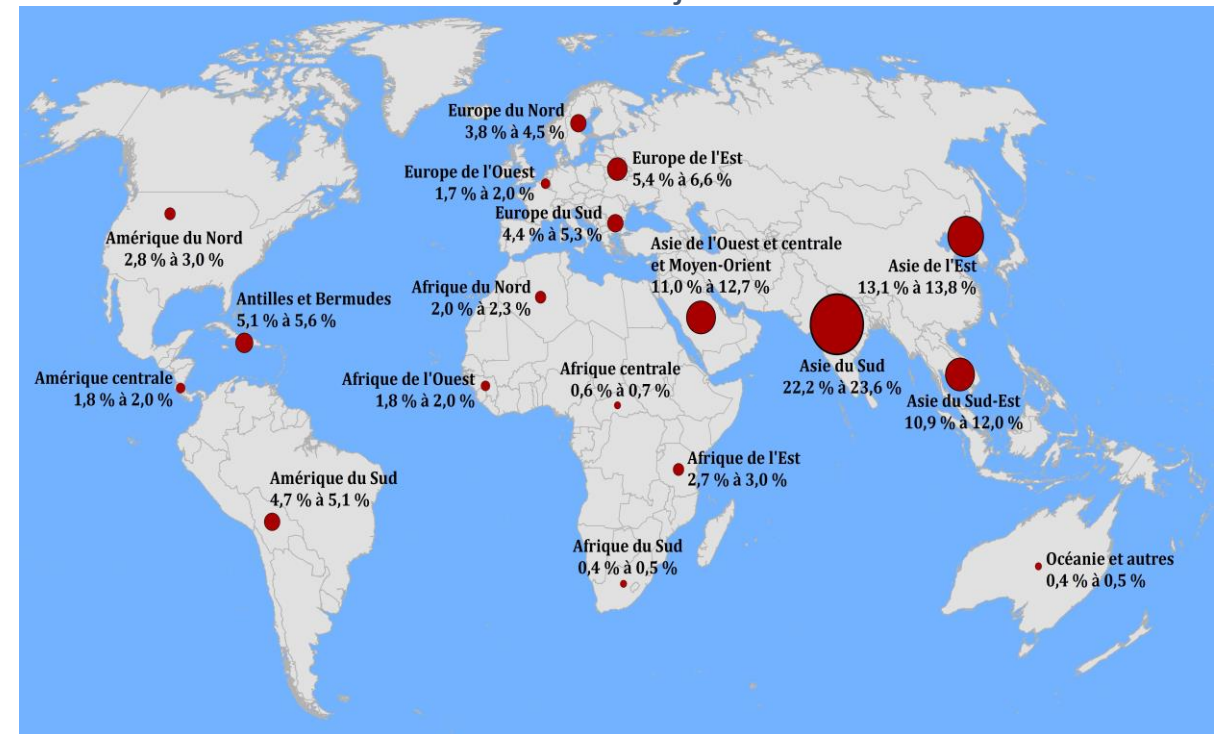 Europe du Nord
3,8 % à 4,5 %
Europe de l'Est
5,4 % à 6,6 %
Europe de l'Ouest
1,7 % à 2,0 %
Europe du Sud
4,4 % à 5,3 %
Amérique du Nord
2,8 % à 3,0 %
Asie de l'Ouest et centrale
et Moyen-Orient
11,0 % à 12,7 %
Asie de l'Est
13,1 % à 13,8 %
Antilles et Bermudes
5,1 % à 5,6 %
Afrique du Nord
2,0 % à 2,3 %
Amérique centrale
1,8 % à 2,0 %
Afrique de l'Ouest
1,8 % à 2,0 %
Afrique centrale
0,6 % à 0,7 %
Asie du Sud
22,2 % à 23,6 %
Asie du Sud-Est
10,9 % à 12,0 %
Amérique du Sud
4,7 % à 5,1 %
Afrique de l'Est
2,7 % à 3,0 %
Afrique du Sud
0,4 % à 0,5 %
Océanie et autres
0,4 % à 0,5 %